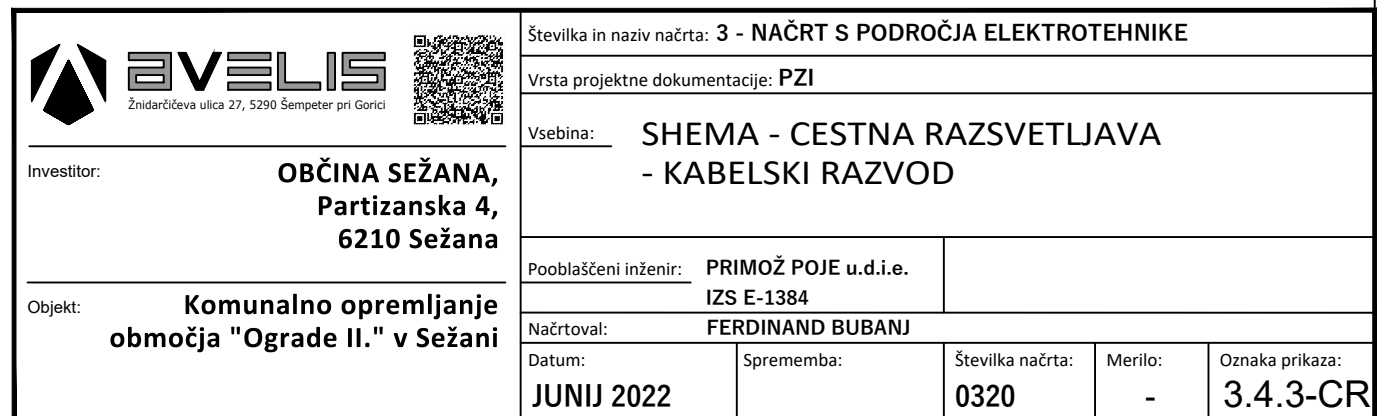 AVELIS
Žnidarčičeva ulica 27, 5290 Šempeter pri Gorici
Investitor:
OBČINA SEŽANA,
Partizanska 4,
6210 Sežana
Objekt:
Komunalno opremljanje
območja "Ograde II." v Sežani
Številka in naziv načrta: 3 - NAČRT S PODROČJA ELEKTROTEHNIKE
Vrsta projektne dokumentacije: PZI
Vsebina:
SHEMA - CESTNA RAZSVETLJAVA
- KABELSKI RAZVOD
Pooblaščeni inženir: PRIMOŽ POJE u.d.i.e.
IZS E-1384
Načrtoval: FERDINAND BUBANJ
Datum: Sprememba: Številka načrta: Merilo: Oznaka prikaza:
JUNIJ 2022 0320 - 3.4.3-CR